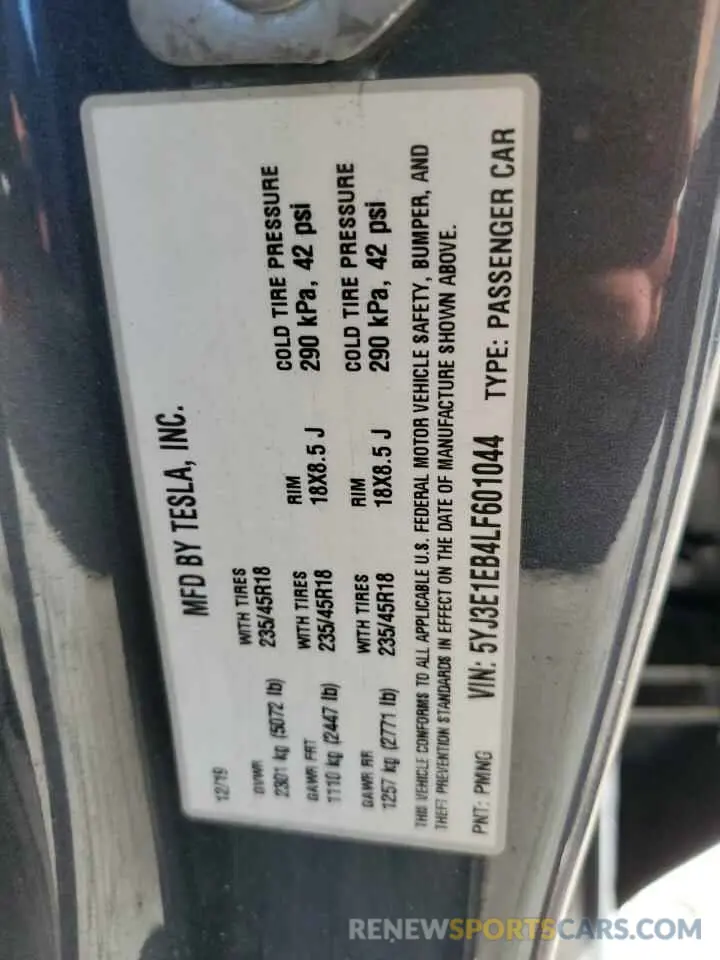 MFD BY TESLA, INC.
12/19
GVWR WITH TIRES RIM COLD TIRE PRESSURE
2301 kg (5072 lb) 235/45R18
GAWR FRT WITH TIRES RIM COLD TIRE PRESSURE
1110 kg (2447 lb) 235/45R18 18X8.5 J 290 kPa, 42 psi
GAWR RR WITH TIRES RIM COLD TIRE PRESSURE
1257 kg (2771 lb) 235/45R18 18X8.5 J 290 kPa, 42 psi
THIS VEHICLE CONFORMS TO ALL APPLICABLE U.S. FEDERAL MOTOR VEHICLE SAFETY, BUMPER, AND
THEFT PREVENTION STANDARDS IN EFFECT ON THE DATE OF MANUFACTURE SHOWN ABOVE.
PNT: PMNG VIN: 5YJ3E1EB4LF601044 TYPE: PASSENGER CAR
RENEWSPORTSCARS.COM